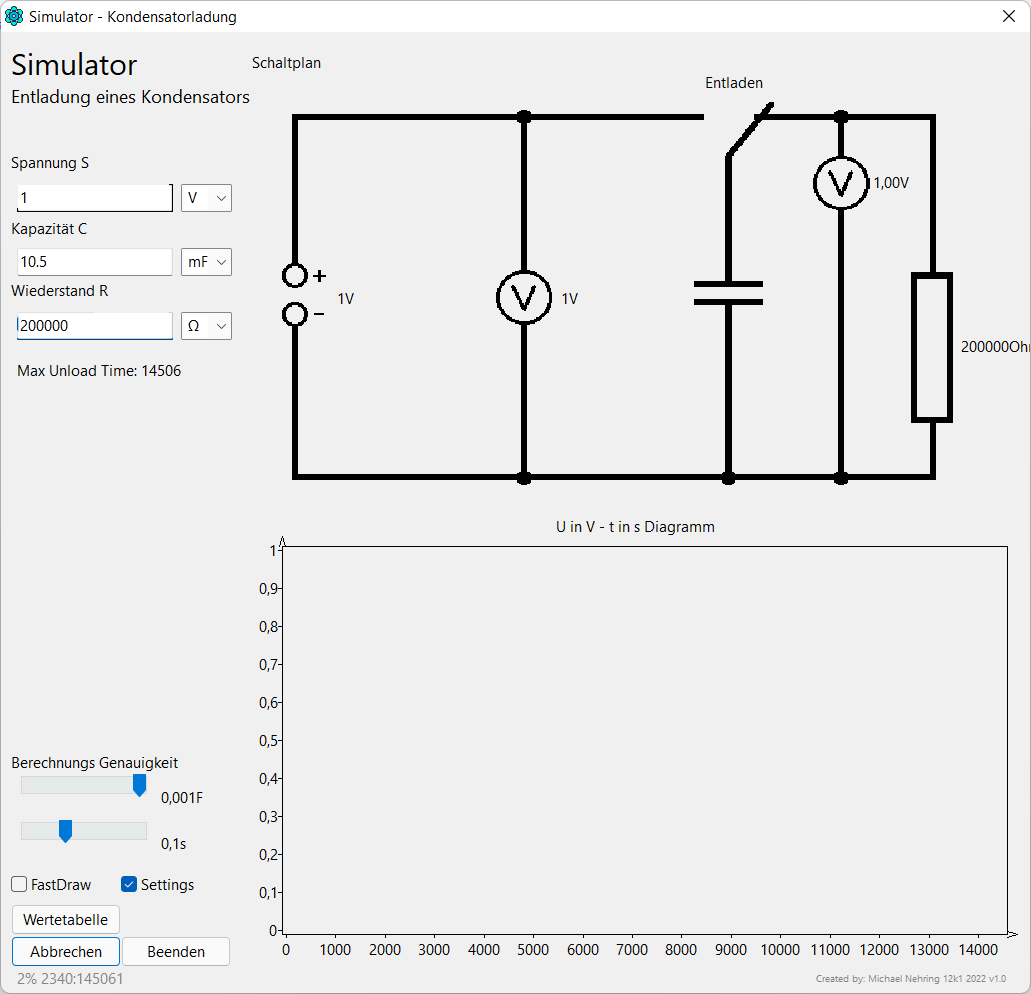 Simulator - Kondensatorladung
Simulator
Entladung eines Kondensators
Schaltplan
Entladen
Spannung S
1
V
Kapazität C
10.5
mF
Wiederstand R
200000
Ω
Max Unload Time: 14506
+
−
1V
V
1V
V
1,00V
200000Oh
U in V - t in s Diagramm
1
0,9
0,8
0,7
0,6
0,5
0,4
0,3
0,2
0,1
0
0 1000 2000 3000 4000 5000 6000 7000 8000 9000 10000 11000 12000 13000 14000
Berechnungs Genauigkeit
0,001F
0,1s
FastDraw
Settings
Wertetabelle
Abbrechen
Beenden
2% 2340:145061
Created by: Michael Nehring 12k1 2022 v1.0